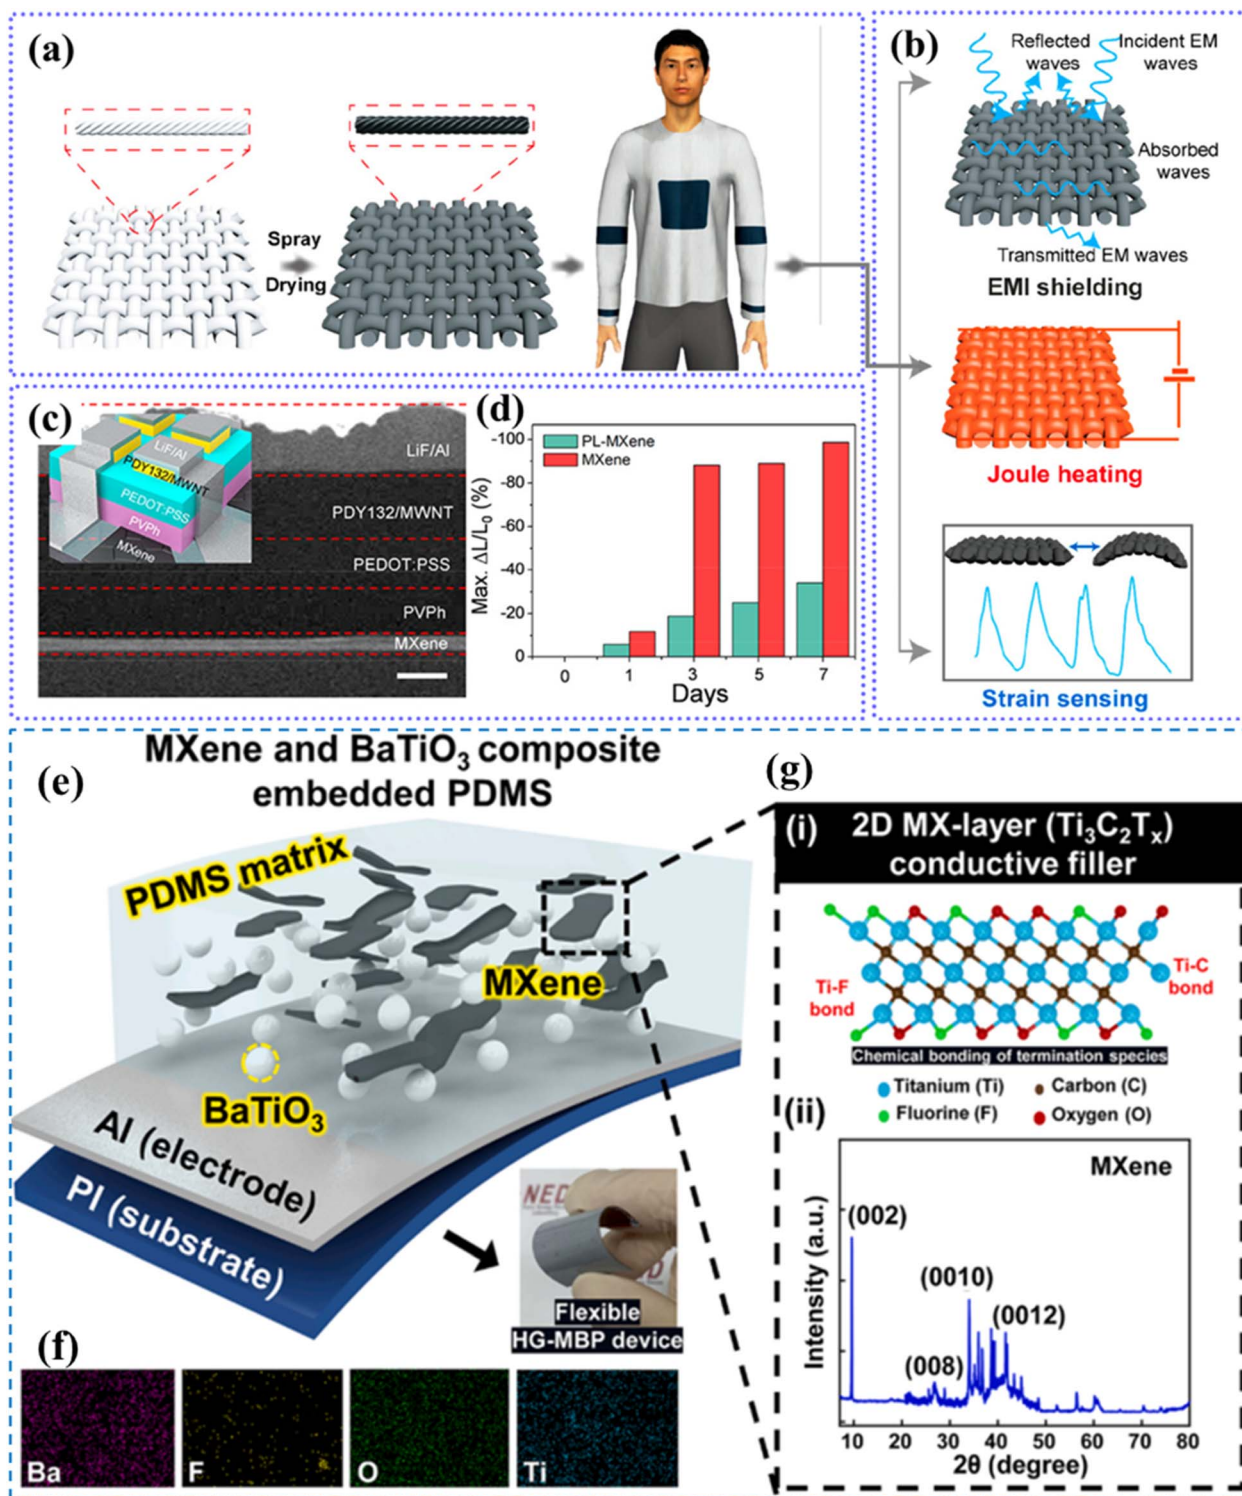 (a)
Spray
Drying
(b)
Reflected
waves
Incident EM
waves
Absorbed
waves
Transmitted EM waves
EMI shielding
Joule heating
Strain sensing
(c)
LiF/Al
PDY132/MWNT
PEDOT:PSS
PVPh
MXene
LiF/Al
PDY132/MWNT
PEDOT:PSS
PVPh
MXene
(d)
Max. ΔL/L₀ (%)
-100
-80
-60
-40
-20
0
PL-MXene
MXene
0 1 3 5 7
Days
(e)
MXene and BaTiO₃ composite
embedded PDMS
PDMS matrix
MXene
BaTiO₃
Al (electrode)
PI (substrate)
NED
Flexible
HG-MBP device
(f)
Ba
F
O
Ti
(g)
(i)
2D MX-layer (Ti₃C₂Tₓ)
conductive filler
Ti-F
bond
Ti-C
bond
Chemical bonding of termination species
Titanium (Ti)
Carbon (C)
Fluorine (F)
Oxygen (O)
(ii)
MXene
Intensity (a.u.)
(002)
(0010)
(0012)
(008)
10 20 30 40 50 60 70 80
2θ (degree)